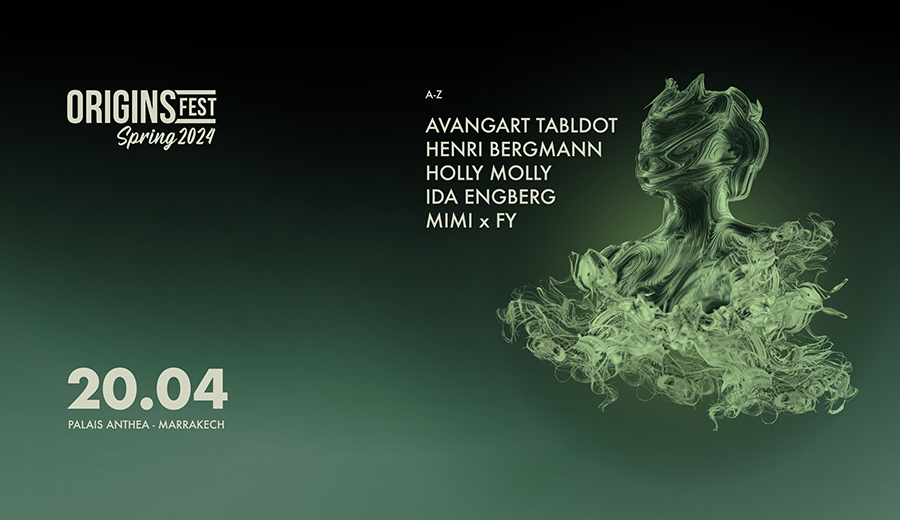 ORIGINS FEST
Spring 2024
A-Z
AVANGART TABLDOT
HENRI BERGMANN
HOLLY MOLLY
IDA ENGBERG
MIMI x FY
20.04
PALAIS ANTHEA - MARRAKECH